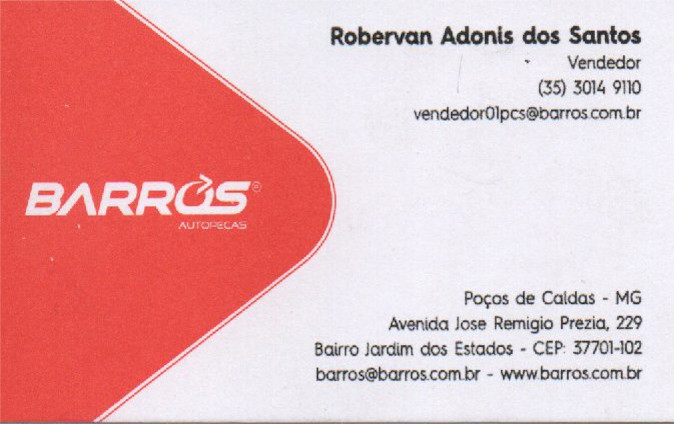 Robervan Adonis dos Santos
Vendedor
(35) 3014 9110
vendedor01pcs@barros.com.br
BARROS®
AUTOPEÇAS
Poços de Caldas - MG
Avenida Jose Remigio Prezia, 229
Bairro Jardim dos Estados - CEP: 37701-102
barros@barros.com.br - www.barros.com.br